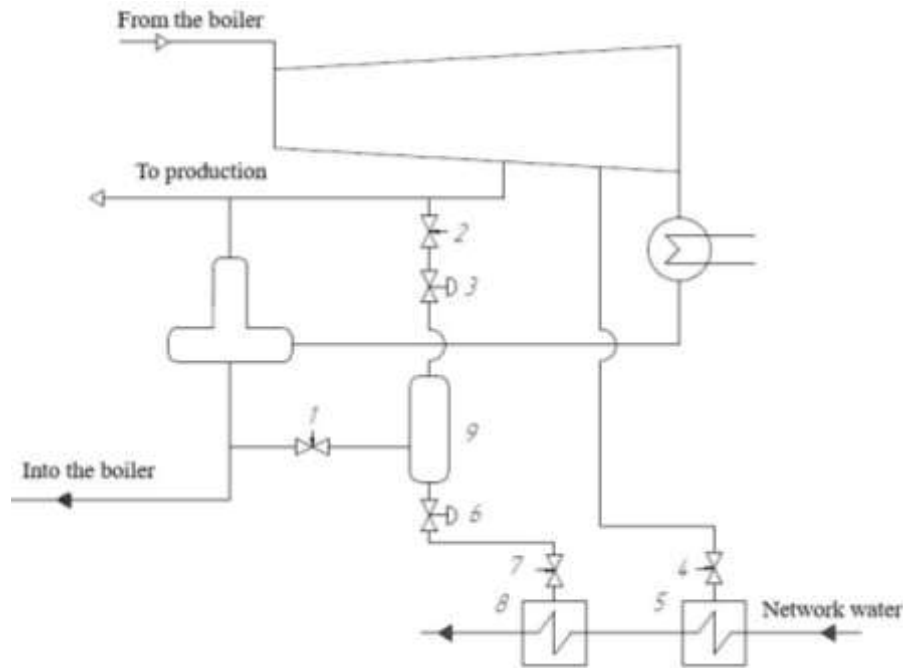 From the boiler
To production
2
3
1
9
Into the boiler
6
7
4
8
5
Network water